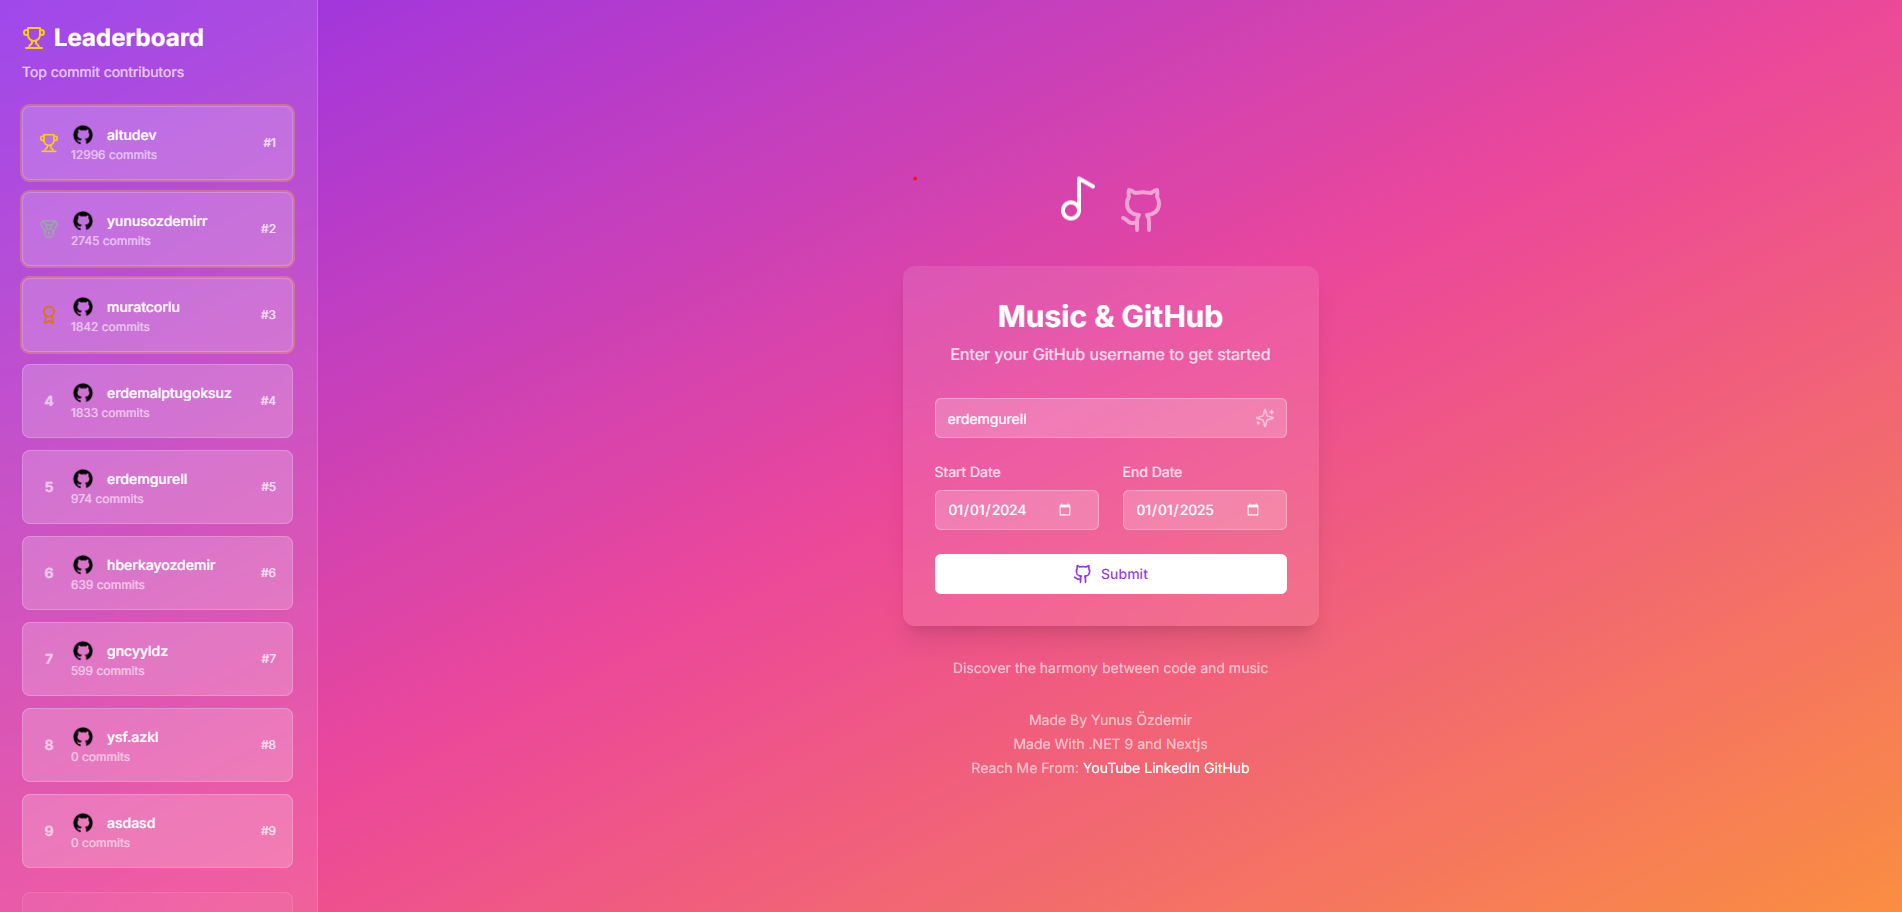 Leaderboard
Top commit contributors
altudev
12996 commits
#1
yunusozdemirr
2745 commits
#2
muratcorlu
1842 commits
#3
4
erdemalptugoksuz
1833 commits
#4
5
erdemgurell
974 commits
#5
6
hberkayozdemir
639 commits
#6
7
gncyyldz
599 commits
#7
8
ysf.azkl
0 commits
#8
9
asdasd
0 commits
#9
Music & GitHub
Enter your GitHub username to get started
erdemgurell
Start Date End Date
01/01/2024 01/01/2025
Submit
Discover the harmony between code and music
Made By Yunus Özdemir
Made With .NET 9 and Nextjs
Reach Me From: YouTube LinkedIn GitHub